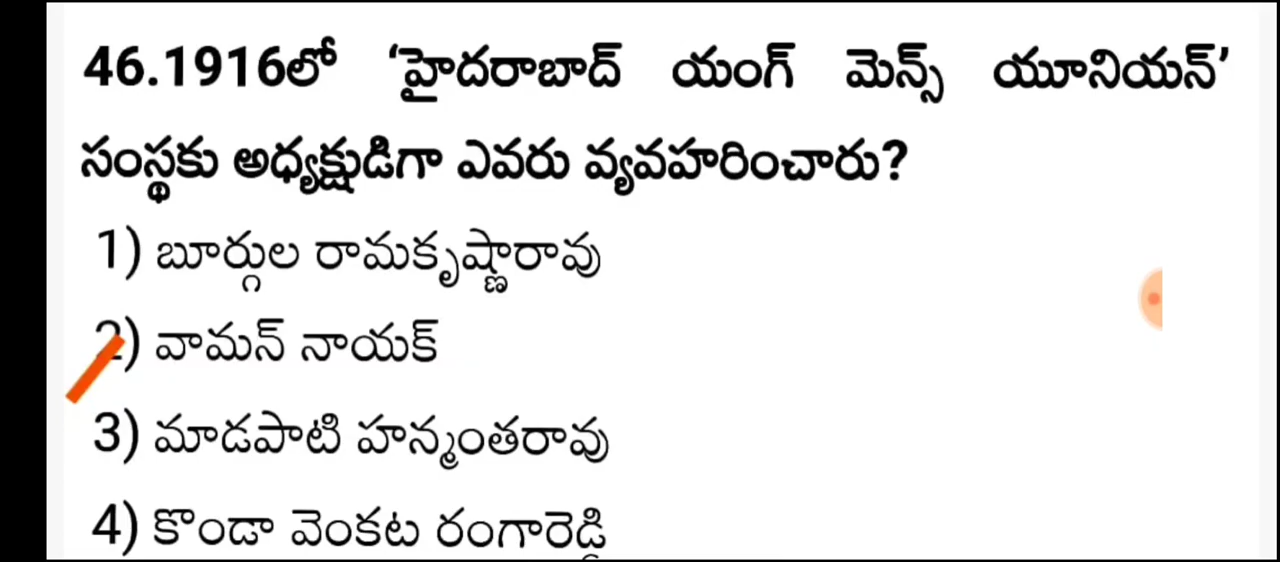 46.1916లో 'హైదరాబాద్ యంగ్ మెన్స్ యూనియన్'
సంస్థకు అధ్యక్షుడిగా ఎవరు వ్యవహరించారు?
1) బూర్గుల రామకృష్ణారావు
2) వామన్ నాయక్
3) మాడపాటి హన్మంతరావు
4) కొండా వెంకట రంగారెడ్డి